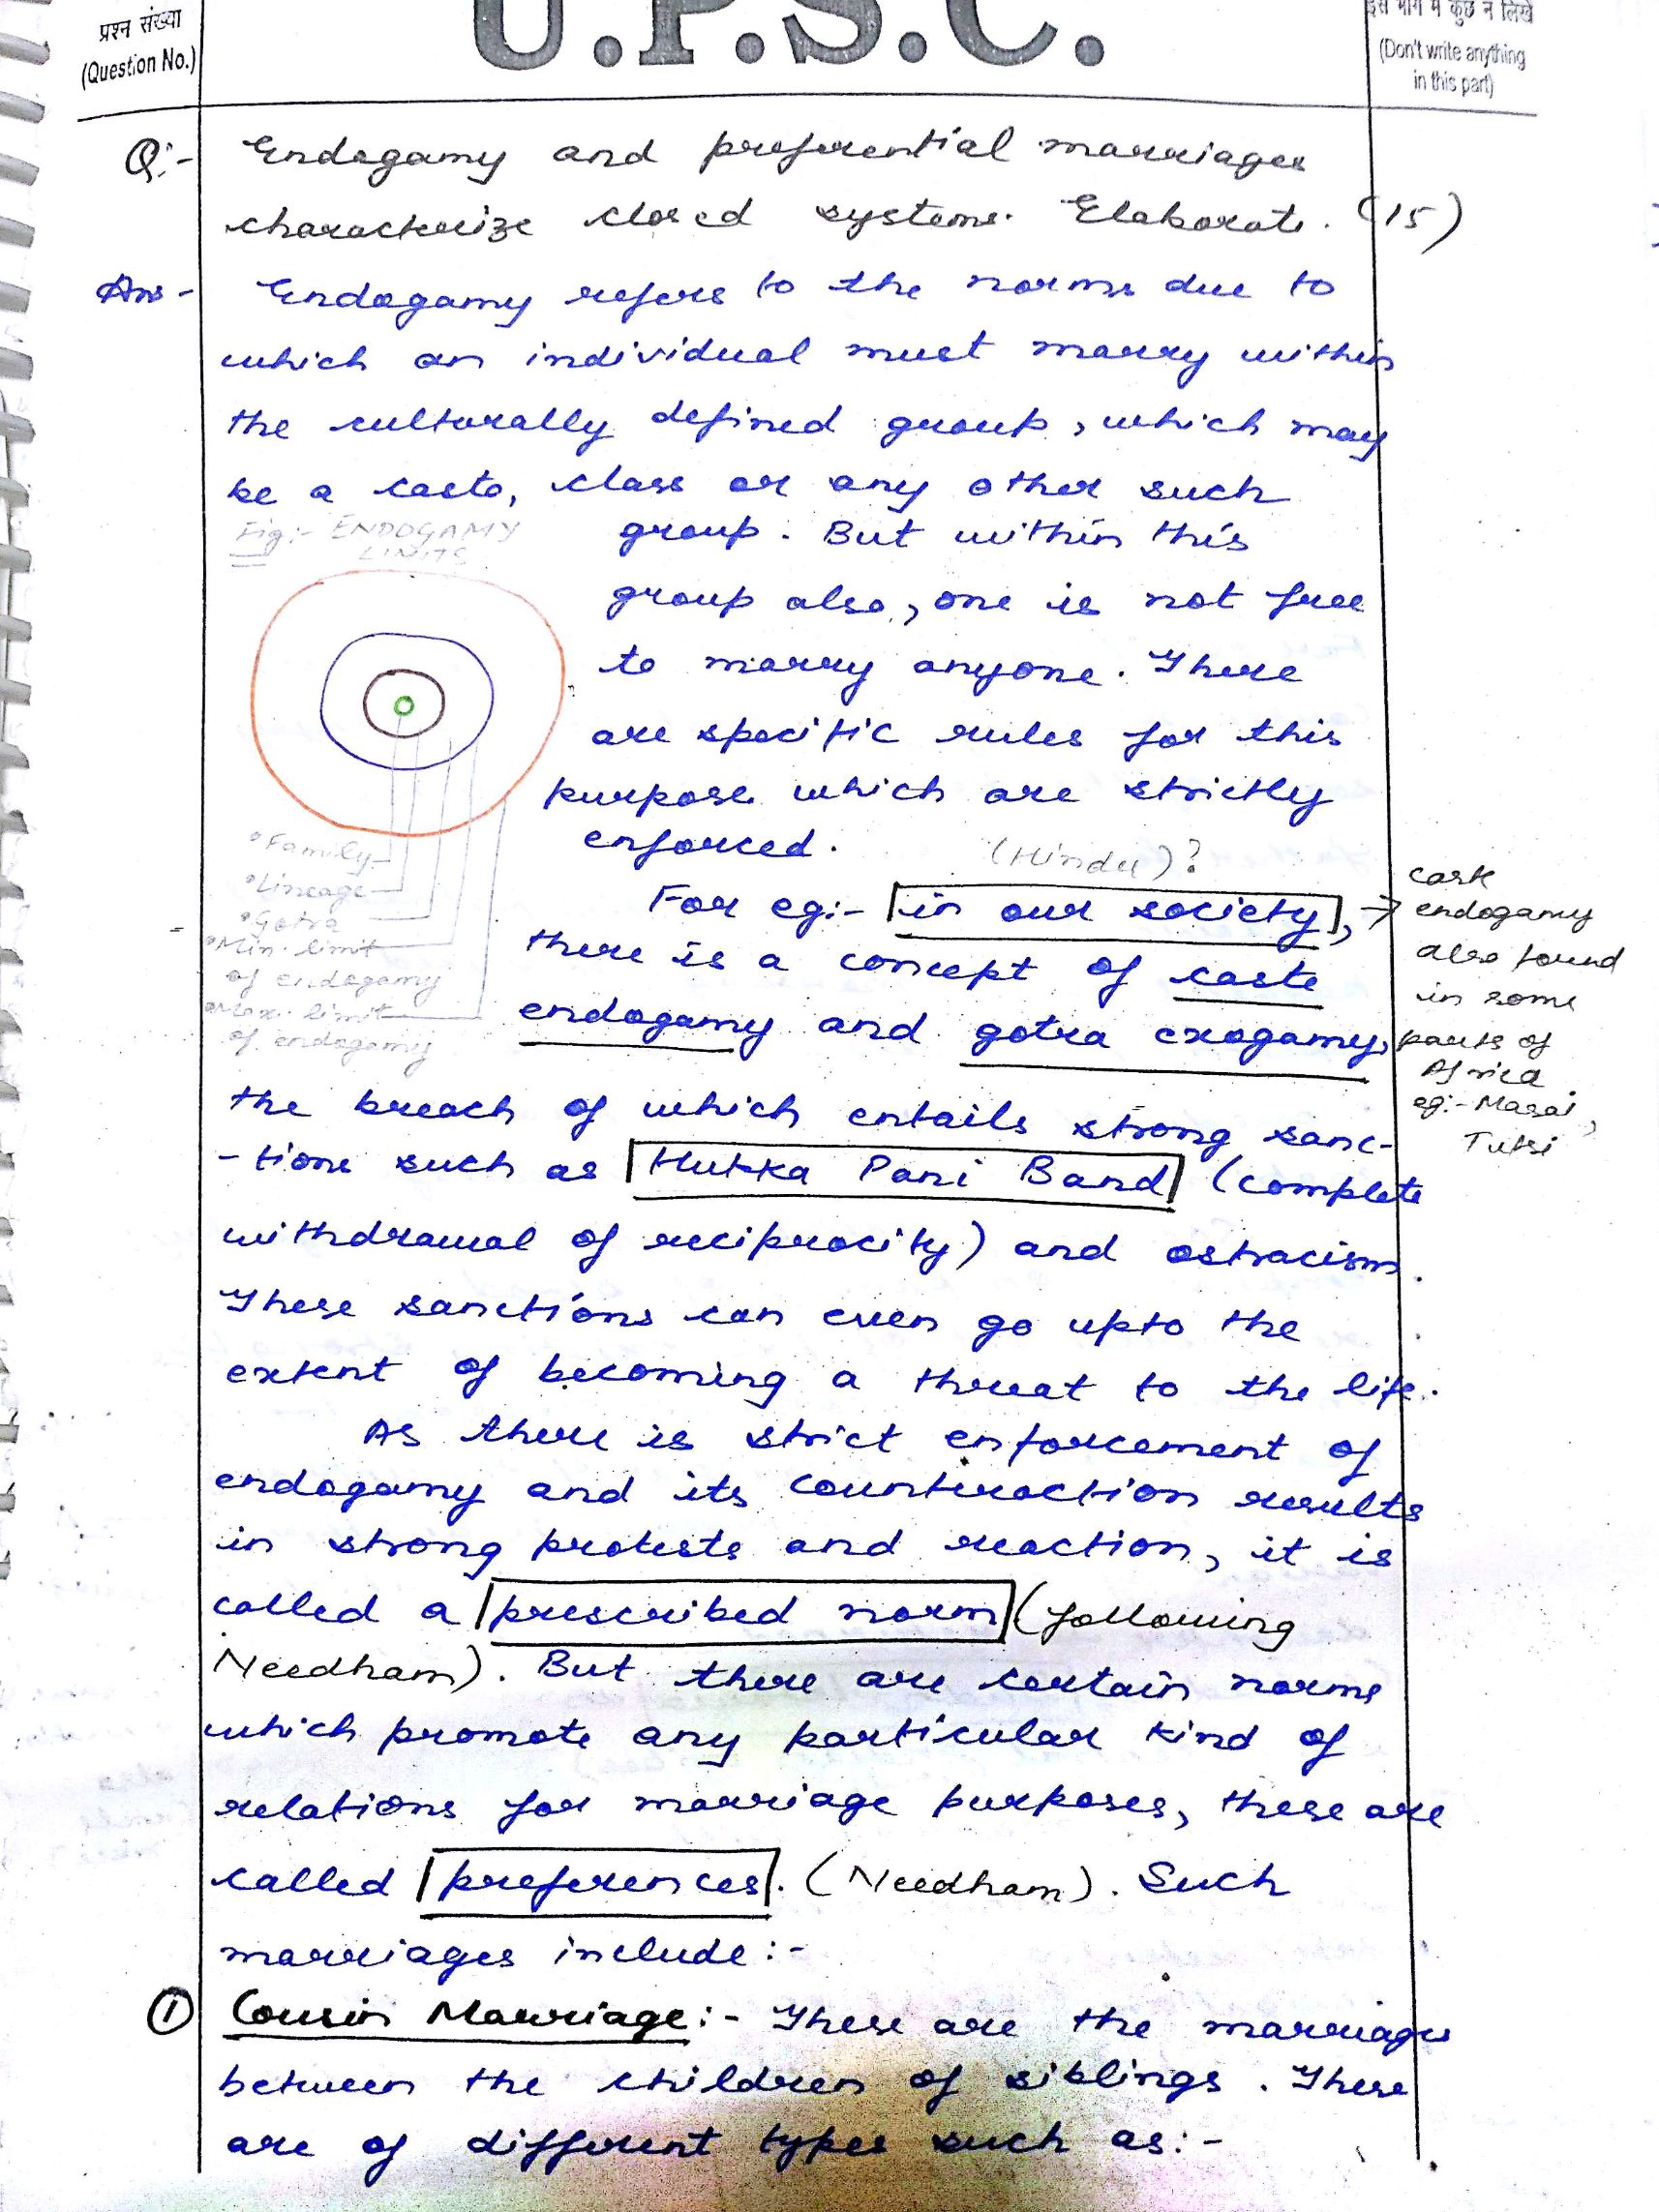 प्रश्न संख्या
(Question No.)
U.P.S.C.
इस भाग में कुछ न लिखें
(Don't write anything
in this part)
Q:- Endogamy and preferential marriages
characterize closed systems. Elaborate. (15)
Ans - Endogamy refers to the norms due to
which an individual must marry within
the culturally defined group, which may
be a caste, class or any other such
Fig:- ENDOGAMY
LIMITS
group. But within this
group also, one is not free
to marry anyone. There
are specific rules for this
purpose which are strictly
enforced.
• Family
• Lineage
• Gotra
• Min. limit
of endogamy
• Max. limit
of endogamy
(Hindu)?
For eg:- in our society, →
there is a concept of caste
endogamy and gotra exogamy,
caste
endogamy
also found
in some
parts of
Africa
eg:- Masai,
Tutsi
the breach of which entails strong sanc-
-tions such as Hukka Pani Band (complete
withdrawal of reciprocity) and ostracism.
These sanctions can even go upto the
extent of becoming a threat to the life.
As there is strict enforcement of
endogamy and its counteraction results
in strong protests and reaction, it is
called a prescribed norm (following
Needham). But there are certain norms
which promote any particular kind of
relations for marriage purposes, these are
called preferences. (Needham). Such
marriages include:-
① Cousin Marriage:- These are the marriages
between the children of siblings. These
are of different types such as:-